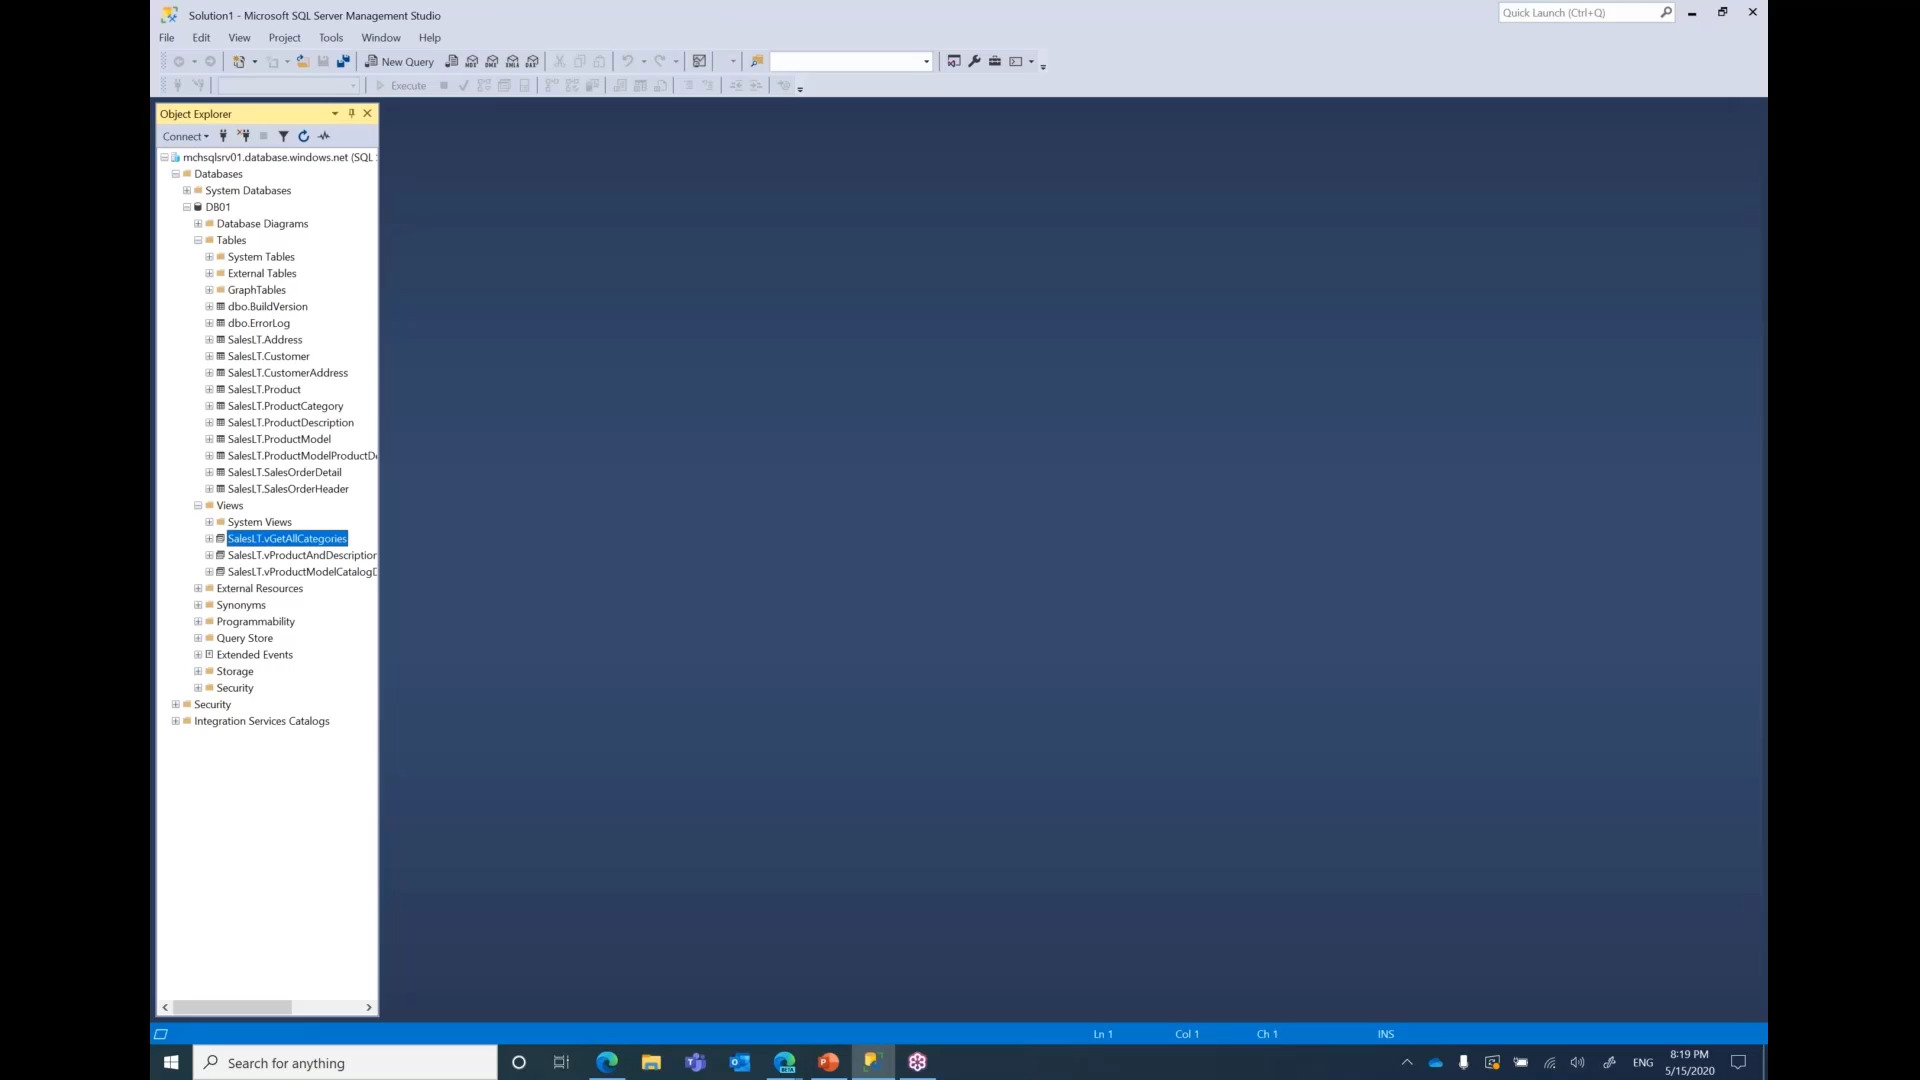 Solution1 - Microsoft SQL Server Management Studio
Quick Launch (Ctrl+Q)
File Edit View Project Tools Window Help
New Query
Execute
Object Explorer
Connect
mchsqlsrv01.database.windows.net (SQL
Databases
System Databases
DB01
Database Diagrams
Tables
System Tables
External Tables
GraphTables
dbo.BuildVersion
dbo.ErrorLog
SalesLT.Address
SalesLT.Customer
SalesLT.CustomerAddress
SalesLT.Product
SalesLT.ProductCategory
SalesLT.ProductDescription
SalesLT.ProductModel
SalesLT.ProductModelProductD
SalesLT.SalesOrderDetail
SalesLT.SalesOrderHeader
Views
System Views
SalesLT.vGetAllCategories
SalesLT.vProductAndDescription
SalesLT.vProductModelCatalogD
External Resources
Synonyms
Programmability
Query Store
Extended Events
Storage
Security
Security
Integration Services Catalogs
Ln 1 Col 1 Ch 1 INS
Search for anything
ENG
8:19 PM
5/15/2020